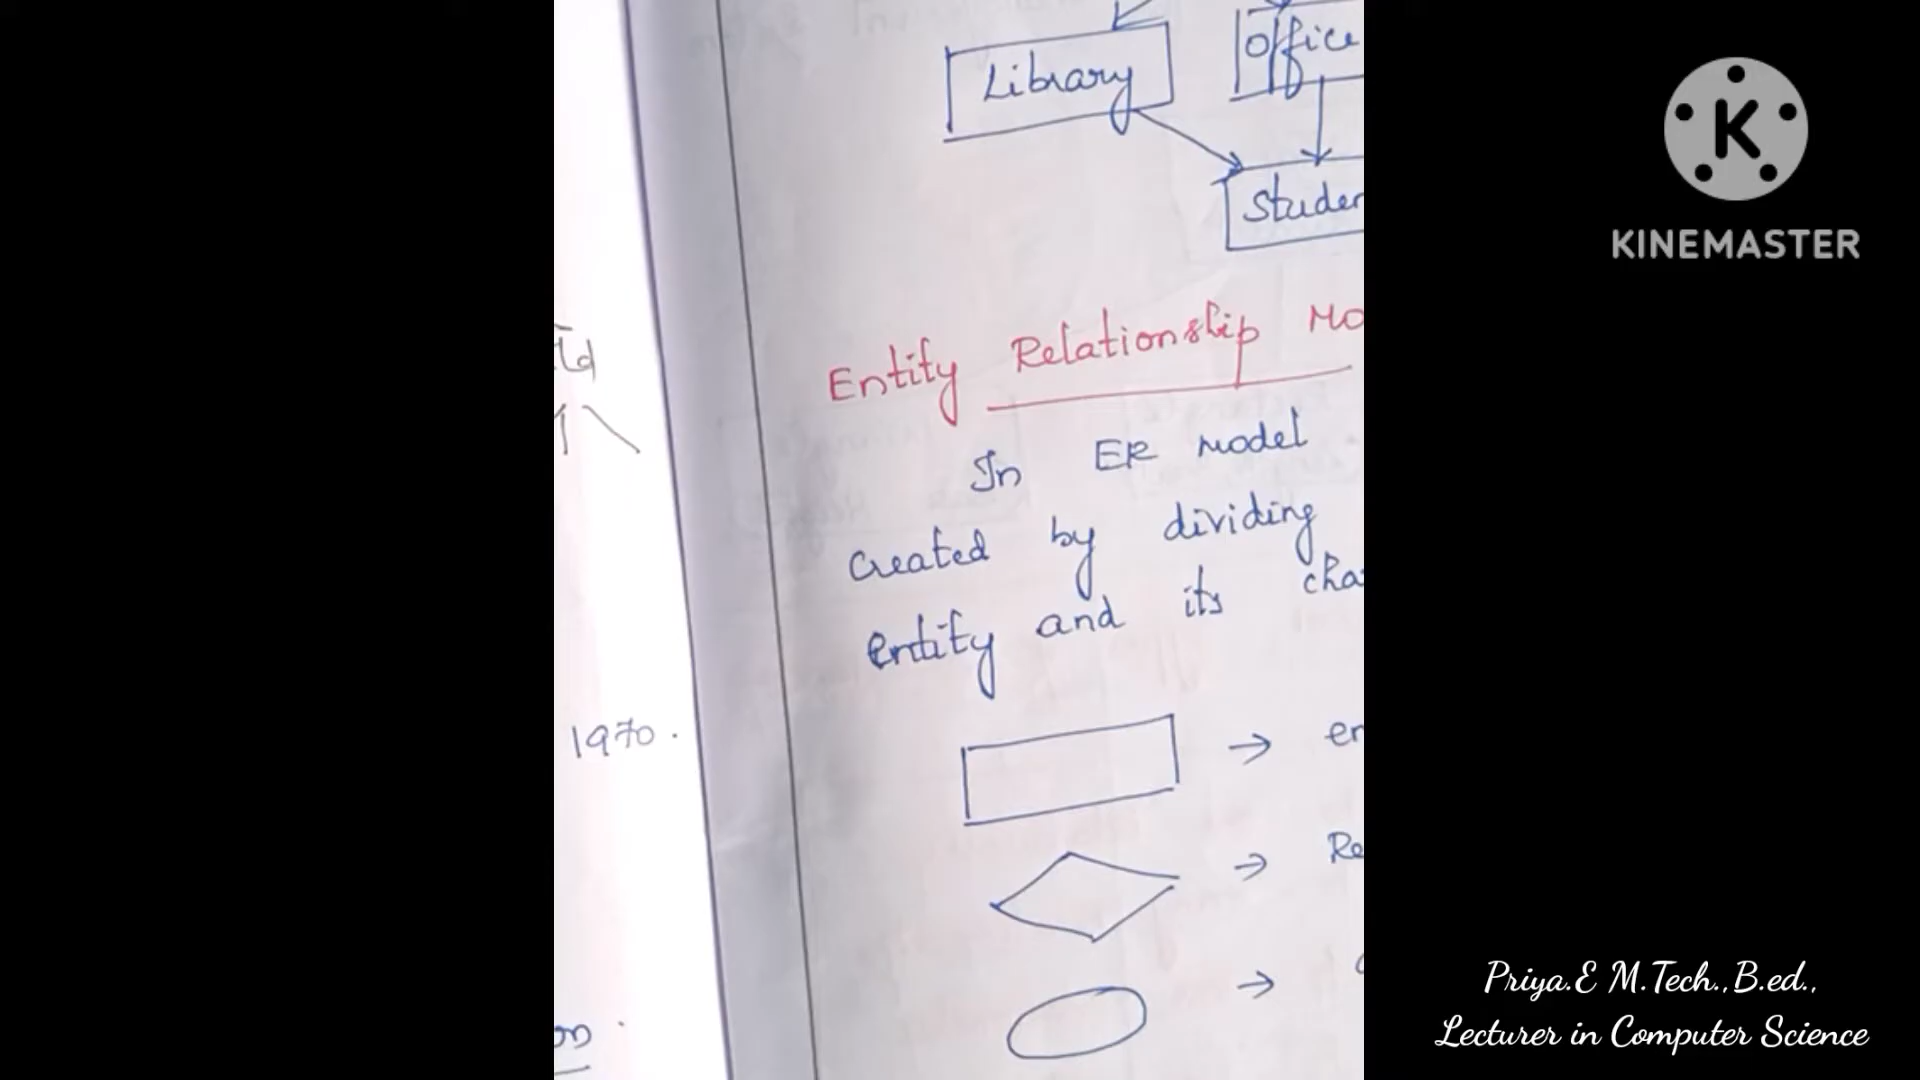 Library
Office
Studen
Entity Relationship Mo
In ER model
created by dividing
entity and its cha
→ en
→ Re
→
1970.
K
KINEMASTER
Priya.E M.Tech.,B.ed.,
Lecturer in Computer Science